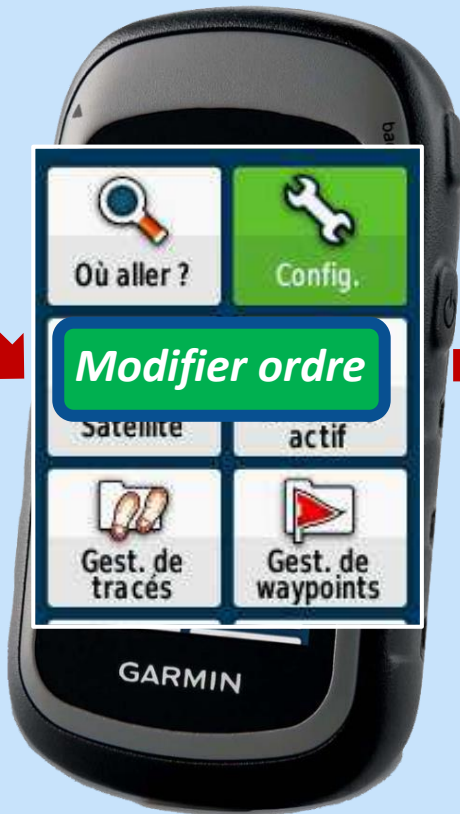 Où aller ?
Config.
Modifier ordre
Satellite
actif
Gest. de
tracés
Gest. de
waypoints
GARMIN